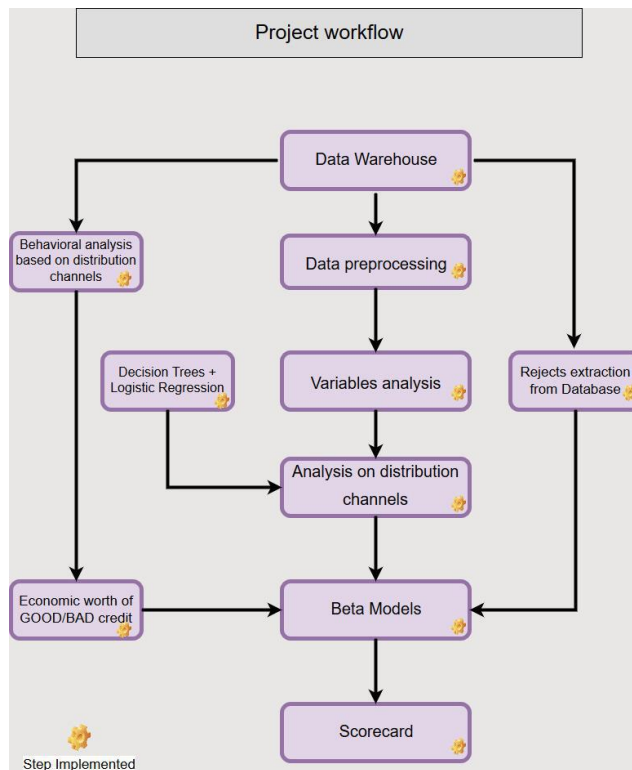 Project workflow
Data Warehouse
Behavioral analysis
based on distribution
channels
Data preprocessing
Decision Trees +
Logistic Regression
Variables analysis
Rejects extraction
from Database
Analysis on distribution
channels
Economic worth of
GOOD/BAD credit
Beta Models
Scorecard
Step Implemented